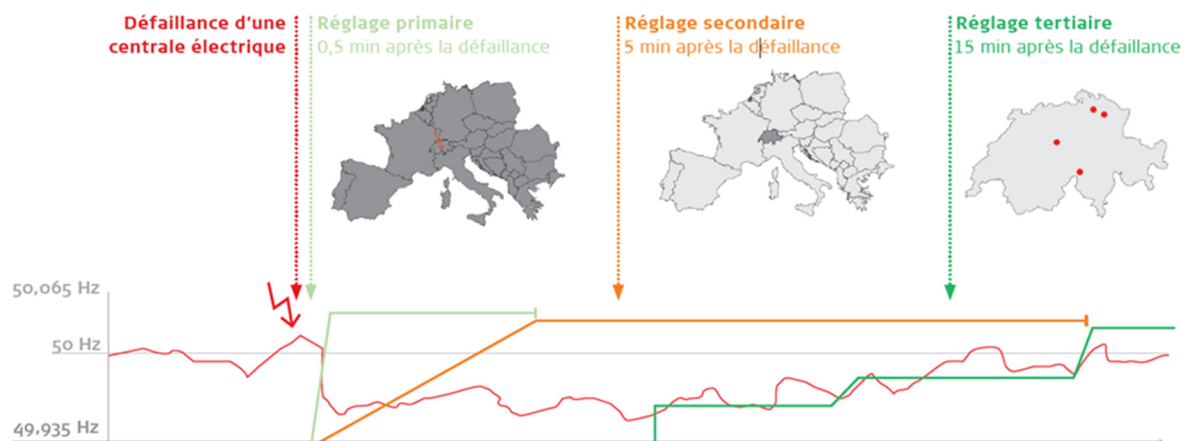 Défaillance d'une
centrale électrique
Réglage primaire
0,5 min après la défaillance
Réglage secondaire
5 min après la défaillance
Réglage tertiaire
15 min après la défaillance
50,065 Hz
50 Hz
49,935 Hz